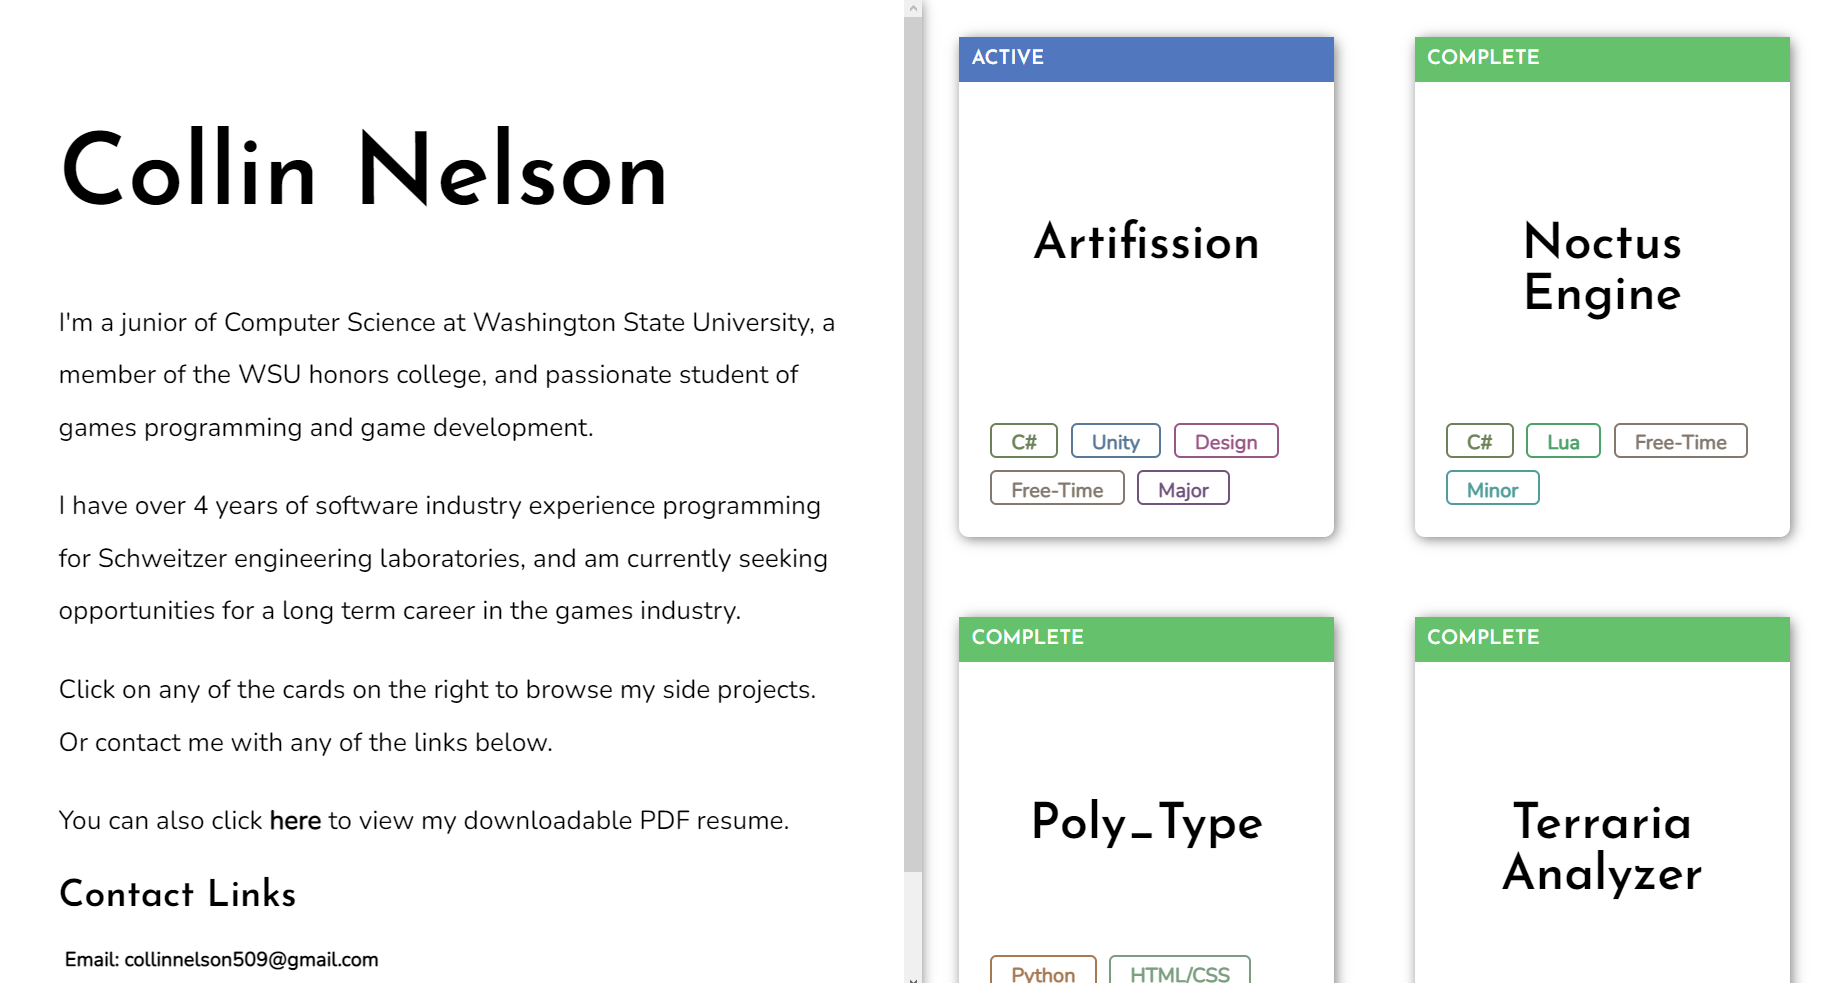 Collin Nelson
I'm a junior of Computer Science at Washington State University, a
member of the WSU honors college, and passionate student of
games programming and game development.
I have over 4 years of software industry experience programming
for Schweitzer engineering laboratories, and am currently seeking
opportunities for a long term career in the games industry.
Click on any of the cards on the right to browse my side projects.
Or contact me with any of the links below.
You can also click here to view my downloadable PDF resume.
Contact Links
Email: collinnelson509@gmail.com
ACTIVE
Artifission
C# Unity Design
Free-Time Major
COMPLETE
Noctus
Engine
C# Lua Free-Time
Minor
COMPLETE
Poly_Type
Python HTML/CSS
COMPLETE
Terraria
Analyzer